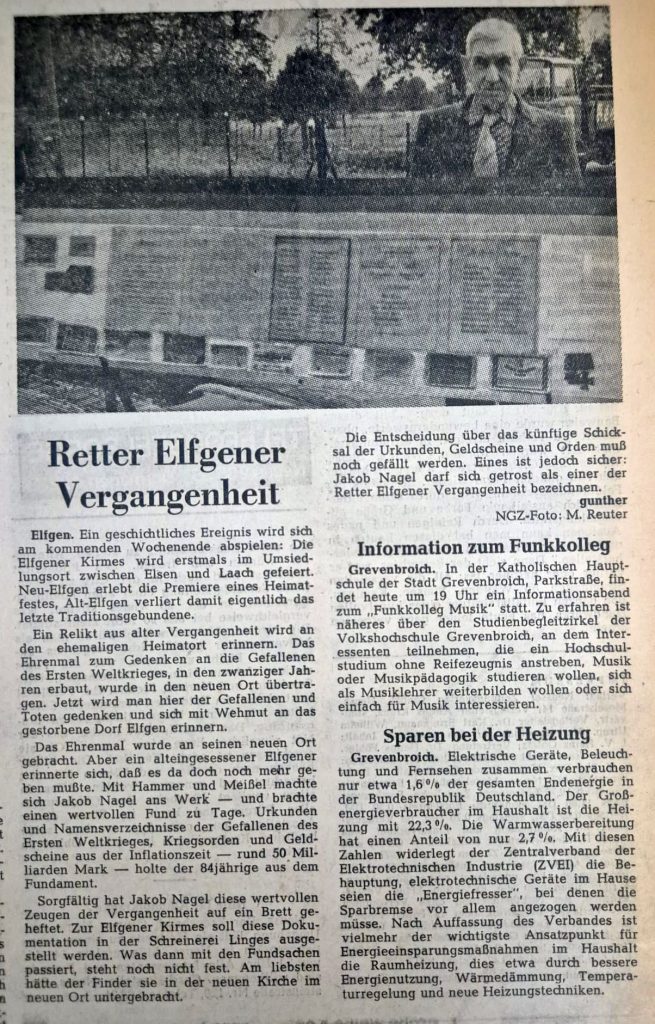 Retter Elfgener
Vergangenheit
Elfgen. Ein geschichtliches Ereignis wird sich
am kommenden Wochenende abspielen: Die
Elfgener Kirmes wird erstmals im Umsied-
lungsort zwischen Elsen und Laach gefeiert.
Neu-Elfgen erlebt die Premiere eines Heimat-
festes, Alt-Elfgen verliert damit eigentlich das
letzte Traditionsgebundene.
Ein Relikt aus alter Vergangenheit wird an
den ehemaligen Heimatort erinnern. Das
Ehrenmal zum Gedenken an die Gefallenen
des Ersten Weltkrieges, in den zwanziger Jah-
ren erbaut, wurde in den neuen Ort übertra-
gen. Jetzt wird man hier der Gefallenen und
Toten gedenken und sich mit Wehmut an das
gestorbene Dorf Elfgen erinnern.
Das Ehrenmal wurde an seinen neuen Ort
gebracht. Aber ein alteingesessener Elfgener
erinnerte sich, daß es da doch noch mehr ge-
ben mußte. Mit Hammer und Meißel machte
sich Jakob Nagel ans Werk — und brachte
einen wertvollen Fund zu Tage. Urkunden
und Namensverzeichnisse der Gefallenen des
Ersten Weltkrieges, Kriegsorden und Geld-
scheine aus der Inflationszeit — rund 50 Mil-
liarden Mark — holte der 84jährige aus dem
Fundament.
Sorgfältig hat Jakob Nagel diese wertvollen
Zeugen der Vergangenheit auf ein Brett ge-
heftet. Zur Elfgener Kirmes soll diese Doku-
mentation in der Schreinerei Linges ausge-
stellt werden. Was dann mit den Fundsachen
passiert, steht noch nicht fest. Am liebsten
hätte der Finder sie in der neuen Kirche im
neuen Ort untergebracht.
Die Entscheidung über das künftige Schick-
sal der Urkunden, Geldscheine und Orden muß
noch gefällt werden. Eines ist jedoch sicher:
Jakob Nagel darf sich getrost als einer der
Retter Elfgener Vergangenheit bezeichnen.
gunther
NGZ-Foto: M. Reuter
Information zum Funkkolleg
Grevenbroich. In der Katholischen Haupt-
schule der Stadt Grevenbroich, Parkstraße, fin-
det heute um 19 Uhr ein Informationsabend
zum „Funkkolleg Musik" statt. Zu erfahren ist
näheres über den Studienbegleitzirkel der
Volkshochschule Grevenbroich, an dem Inter-
essenten teilnehmen, die ein Hochschul-
studium ohne Reifezeugnis anstreben, Musik
oder Musikpädagogik studieren wollen, sich
als Musiklehrer weiterbilden wollen oder sich
einfach für Musik interessieren.
Sparen bei der Heizung
Grevenbroich. Elektrische Geräte, Beleuch-
tung und Fernsehen zusammen verbrauchen
nur etwa 1,6 % der gesamten Endenergie in
der Bundesrepublik Deutschland. Der Groß-
energieverbraucher im Haushalt ist die Hei-
zung mit 22,3 %. Die Warmwasserbereitung
hat einen Anteil von nur 2,7 %. Mit diesen
Zahlen widerlegt der Zentralverband der
Elektrotechnischen Industrie (ZVEI) die Be-
hauptung, elektrotechnische Geräte im Hause
seien die „Energiefresser", bei denen die
Sparbremse vor allem angezogen werden
müsse. Nach Auffassung des Verbandes ist
vielmehr der wichtigste Ansatzpunkt für
Energieeinsparungsmaßnahmen im Haushalt
die Raumheizung, dies etwa durch bessere
Energienutzung, Wärmedämmung, Tempera-
turregelung und neue Heizungstechniken.